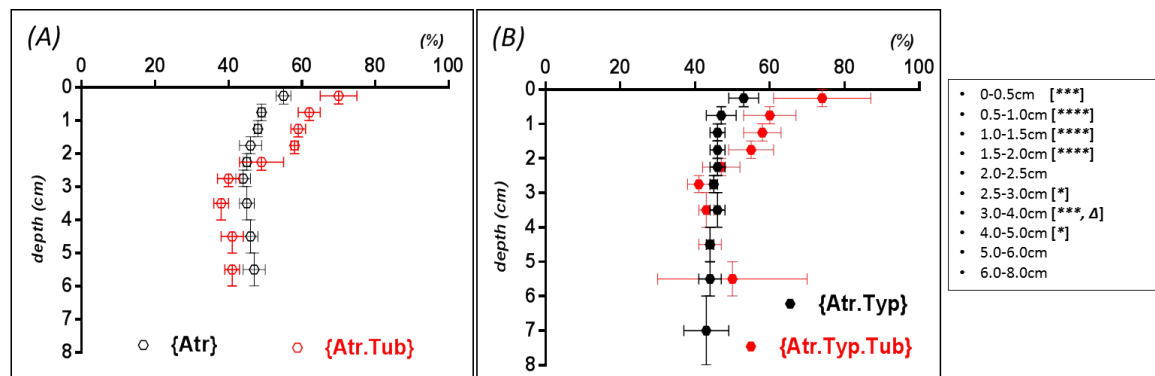 (A)
(%)
0 20 40 60 80 100
0
1
2
3
4
5
6
7
8
depth (cm)
{Atr}
{Atr.Tub}
(B)
(%)
0 20 40 60 80 100
0
1
2
3
4
5
6
7
8
depth (cm)
{Atr.Typ}
{Atr.Typ.Tub}
• 0-0.5cm [***]
• 0.5-1.0cm [****]
• 1.0-1.5cm [****]
• 1.5-2.0cm [****]
• 2.0-2.5cm
• 2.5-3.0cm [*]
• 3.0-4.0cm [***, Δ]
• 4.0-5.0cm [*]
• 5.0-6.0cm
• 6.0-8.0cm